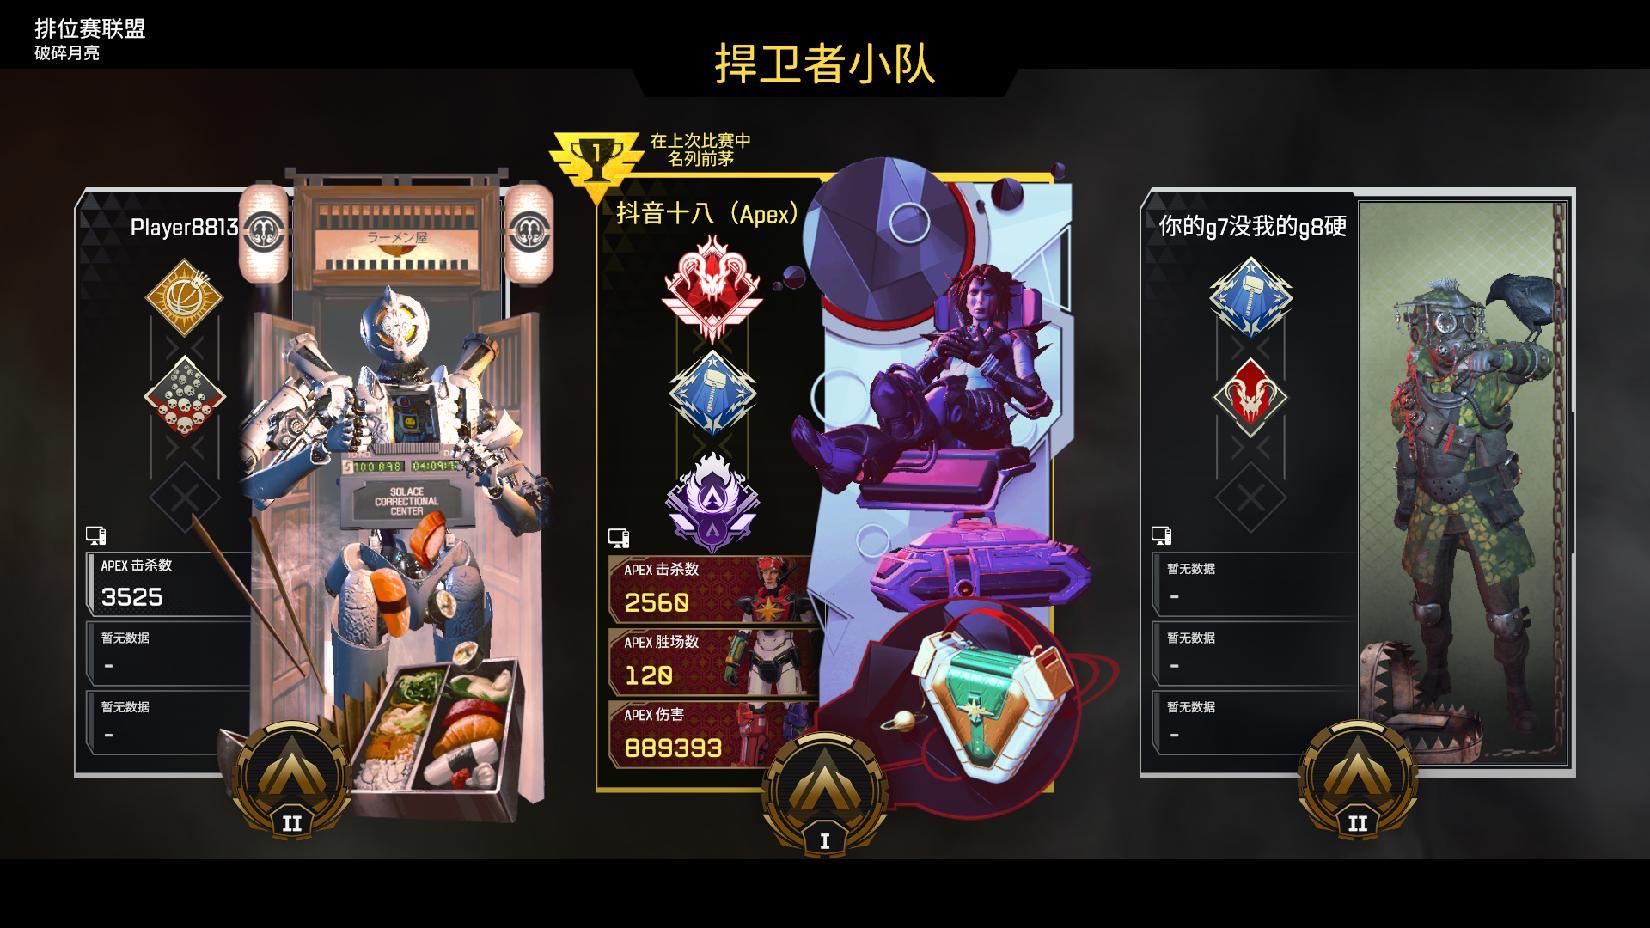 排位赛联盟
破碎月亮
捍卫者小队
在上次比赛中
名列前茅
1
Player8813
ラーメン屋
SOLACE
CORRECTIONAL
CENTER
APEX 击杀数
3525
暂无数据
-
暂无数据
-
II
抖音十八（Apex）
APEX 击杀数
2560
APEX 胜场数
120
APEX 伤害
889393
I
你的g7没我的g8硬
暂无数据
-
暂无数据
-
暂无数据
-
II